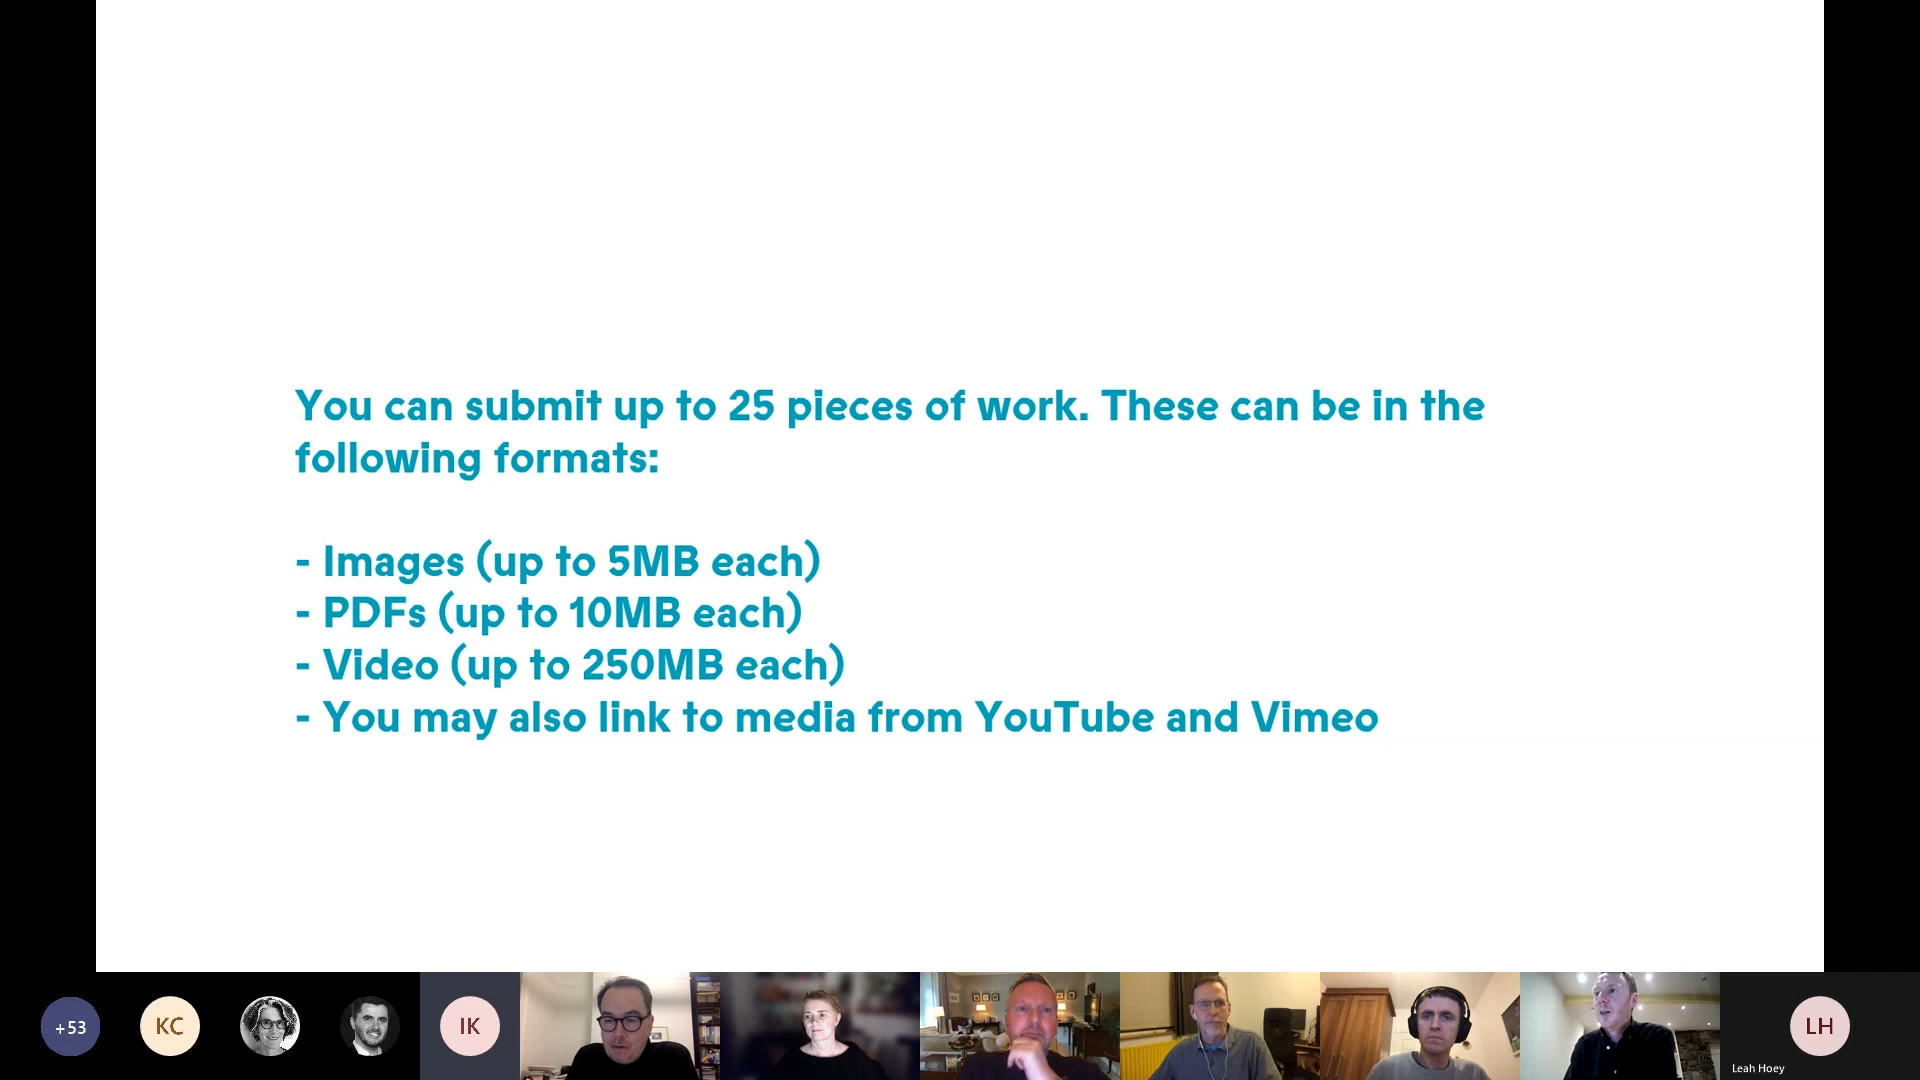 You can submit up to 25 pieces of work. These can be in the
following formats:
- Images (up to 5MB each)
- PDFs (up to 10MB each)
- Video (up to 250MB each)
- You may also link to media from YouTube and Vimeo
+53
KC
IK
LH
Leah Hoey